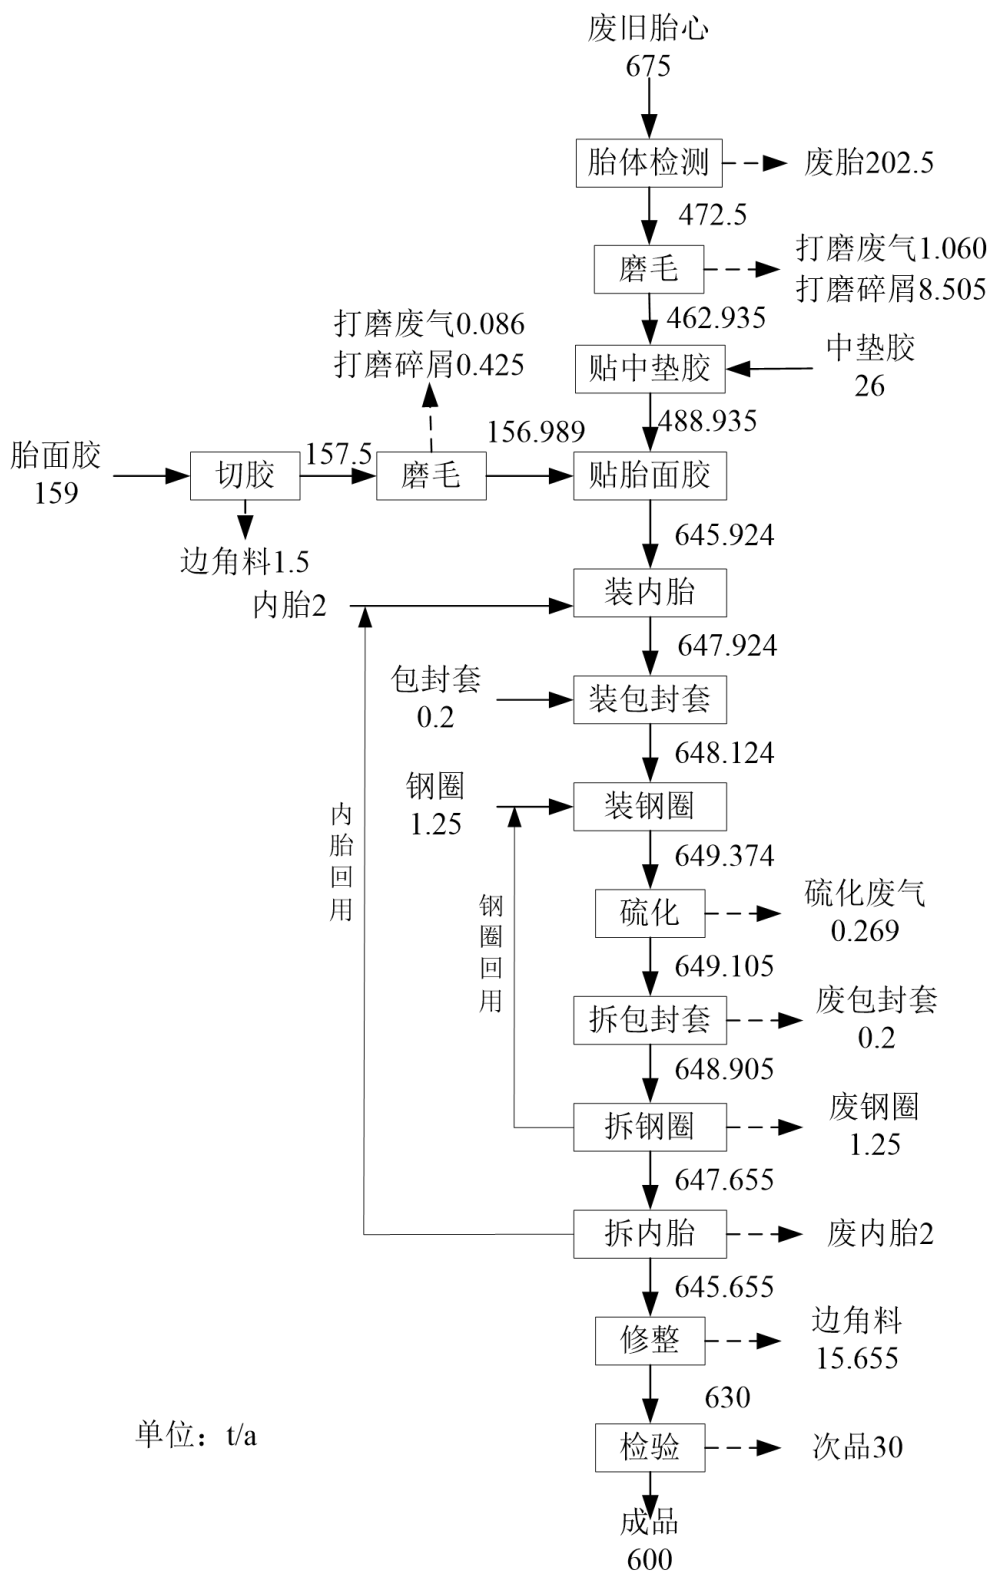 废旧胎心
675
胎体检测
废胎202.5
472.5
磨毛
打磨废气1.060
打磨碎屑8.505
462.935
打磨废气0.086
打磨碎屑0.425
贴中垫胶
中垫胶
26
488.935
胎面胶
159
切胶
157.5
磨毛
156.989
贴胎面胶
边角料1.5
645.924
内胎2
装内胎
647.924
包封套
0.2
装包封套
648.124
钢圈
1.25
装钢圈
649.374
内胎回用
钢圈回用
硫化
硫化废气
0.269
649.105
拆包封套
废包封套
0.2
648.905
拆钢圈
废钢圈
1.25
647.655
拆内胎
废内胎2
645.655
修整
边角料
15.655
630
单位：t/a
检验
次品30
成品
600